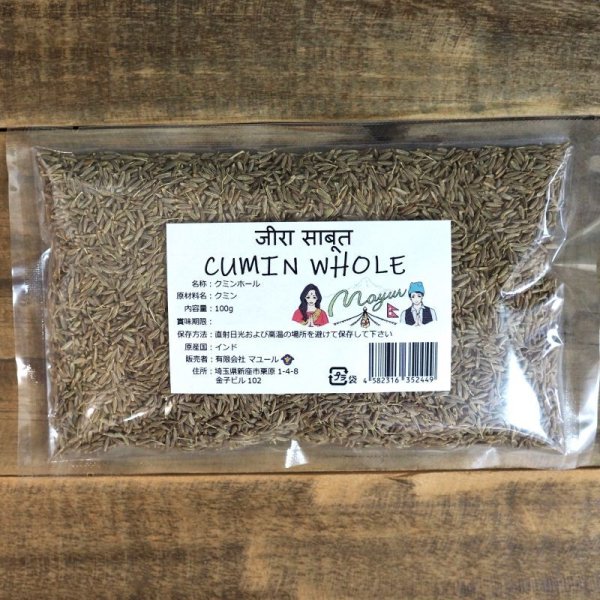 जीरा साबूत
CUMIN WHOLE
名称：クミンホール
原材料名：クミン
内容量：100g
賞味期限：
保存方法：直射日光および高温の場所を避けて保存して下さい
原産国：インド
販売者：有限会社 マユール
住所：埼玉県新座市栗原 1-4-8
金子ビル 102
Mayur
プラ
袋
4 582316 352449